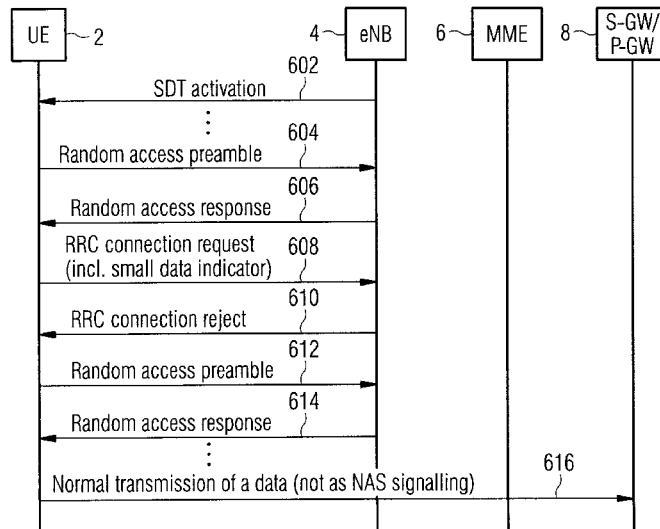 UE 2 4 eNB 6 MME 8 S-GW/
P-GW
602
SDT activation
604
Random access preamble
606
Random access response
RRC connection request
(incl. small data indicator) 608
610
RRC connection reject
612
Random access preamble
614
Random access response
Normal transmission of a data (not as NAS signalling) 616